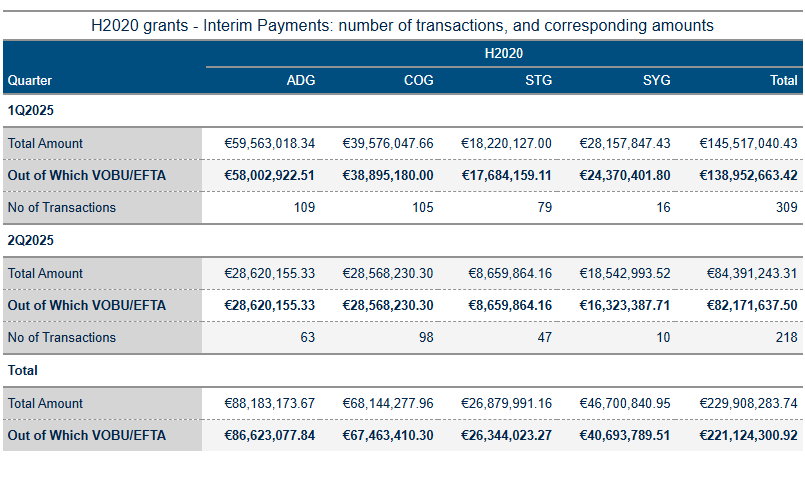 H2020 grants - Interim Payments: number of transactions, and corresponding amounts
H2020
Quarter ADG COG STG SYG Total
1Q2025
Total Amount €59,563,018.34 €39,576,047.66 €18,220,127.00 €28,157,847.43 €145,517,040.43
Out of Which VOBU/EFTA €58,002,922.51 €38,895,180.00 €17,684,159.11 €24,370,401.80 €138,952,663.42
No of Transactions 109 105 79 16 309
2Q2025
Total Amount €28,620,155.33 €28,568,230.30 €8,659,864.16 €18,542,993.52 €84,391,243.31
Out of Which VOBU/EFTA €28,620,155.33 €28,568,230.30 €8,659,864.16 €16,323,387.71 €82,171,637.50
No of Transactions 63 98 47 10 218
Total
Total Amount €88,183,173.67 €68,144,277.96 €26,879,991.16 €46,700,840.95 €229,908,283.74
Out of Which VOBU/EFTA €86,623,077.84 €67,463,410.30 €26,344,023.27 €40,693,789.51 €221,124,300.92